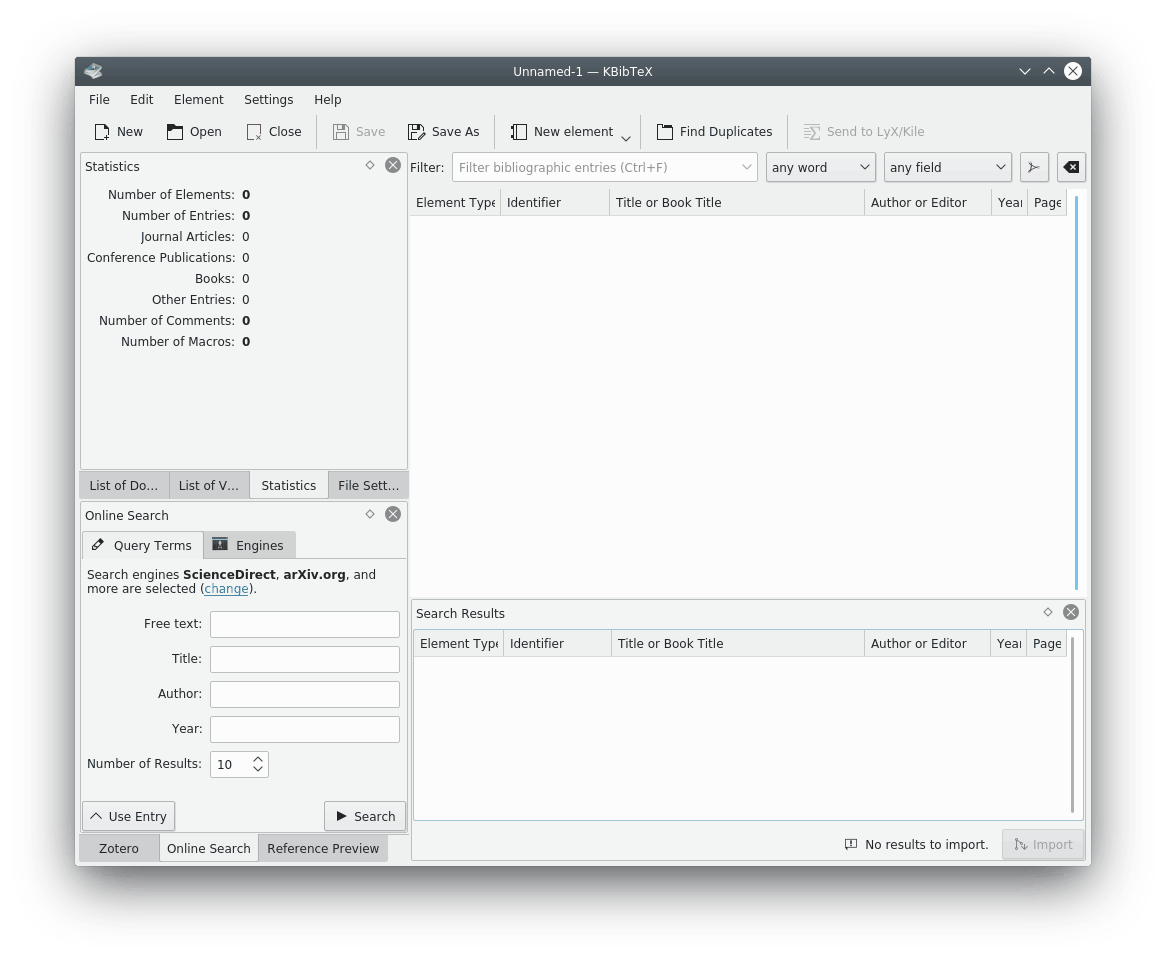 Unnamed-1 — KBibTeX
File Edit Element Settings Help
New Open Close Save Save As New element Find Duplicates Send to LyX/Kile
Statistics
Number of Elements: 0
Number of Entries: 0
Journal Articles: 0
Conference Publications: 0
Books: 0
Other Entries: 0
Number of Comments: 0
Number of Macros: 0
List of Do... List of V... Statistics File Sett...
Online Search
Query Terms Engines
Search engines ScienceDirect, arXiv.org, and
more are selected (change).
Free text:
Title:
Author:
Year:
Number of Results: 10
Use Entry Search
Zotero Online Search Reference Preview
Filter: Filter bibliographic entries (Ctrl+F) any word any field
Element Type Identifier Title or Book Title Author or Editor Year Page
Search Results
Element Type Identifier Title or Book Title Author or Editor Year Page
No results to import. Import